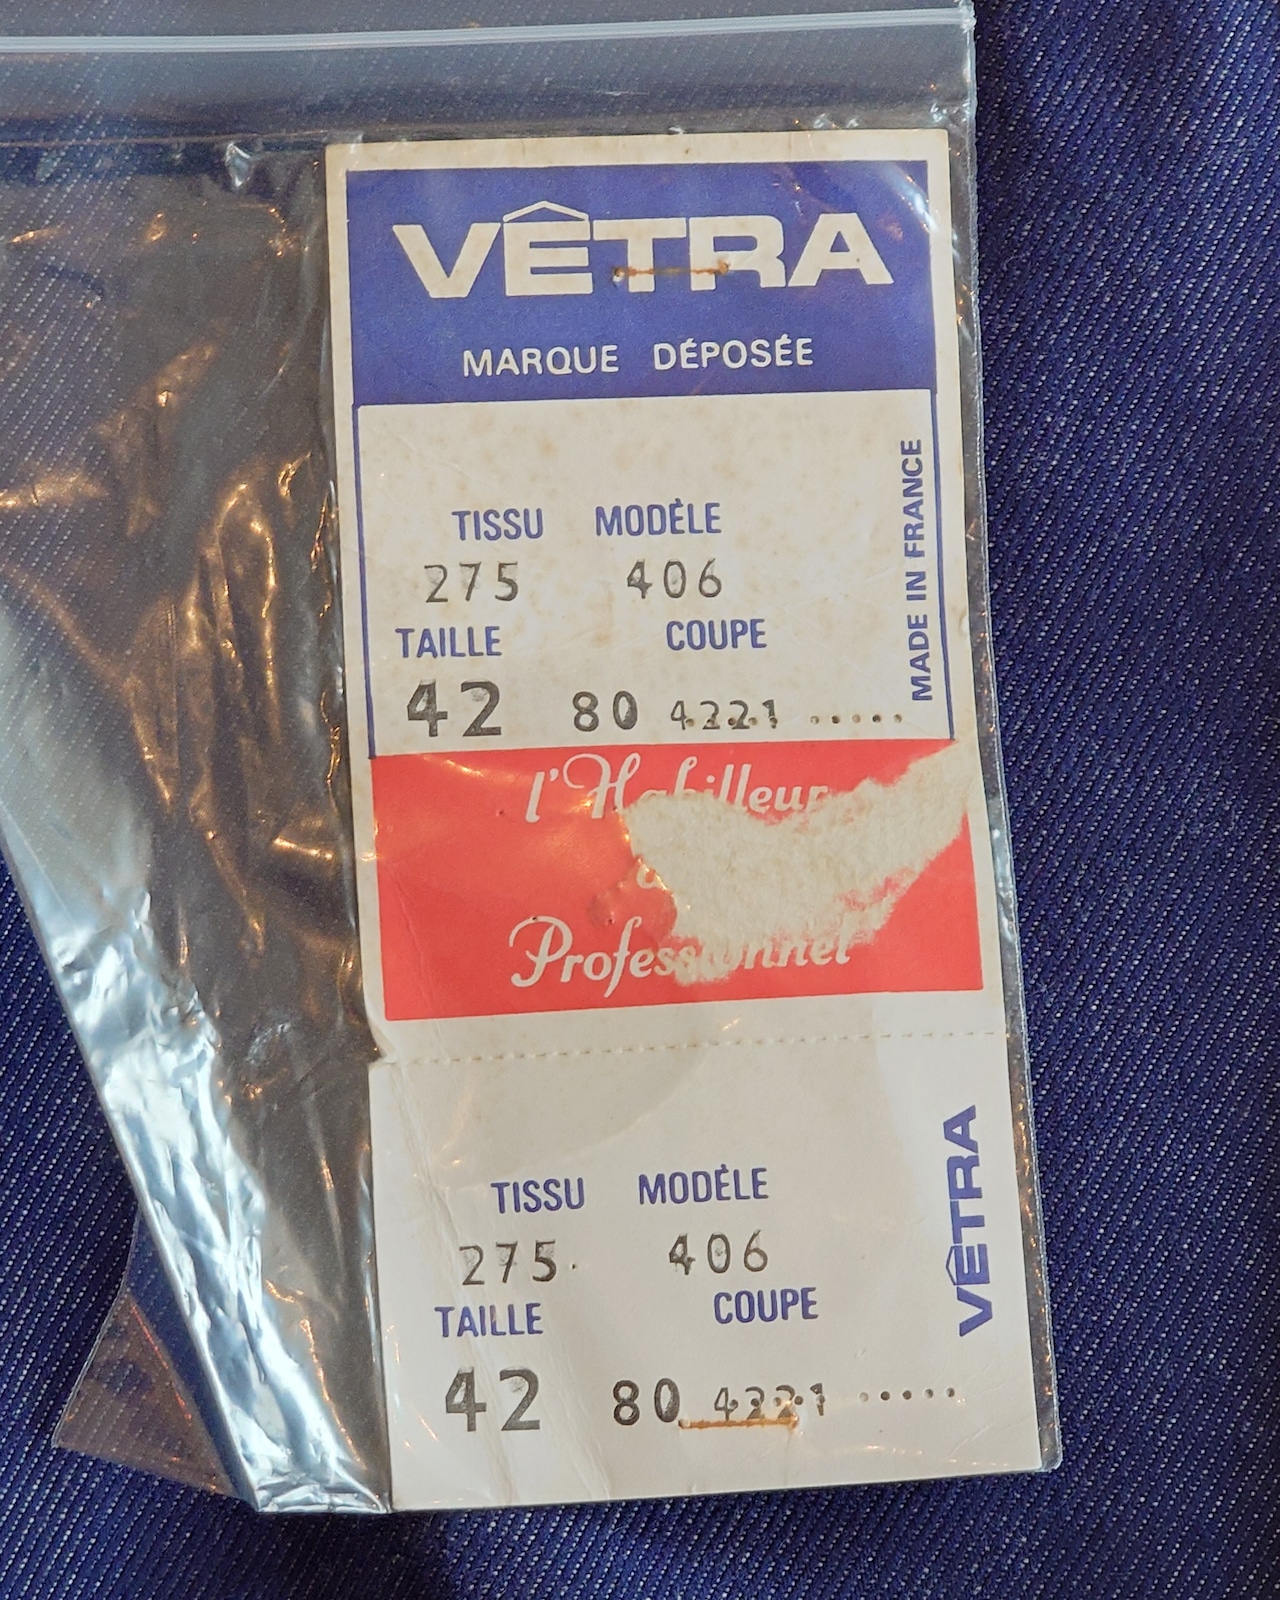 VÊTRA
MARQUE DÉPOSÉE
TISSU MODÈLE
275 406
TAILLE COUPE
42 80 4221 .....
MADE IN FRANCE
l'Habilleur
Professionnel
TISSU MODÈLE
275. 406
TAILLE COUPE
42 80 4221 .....
VÊTRA